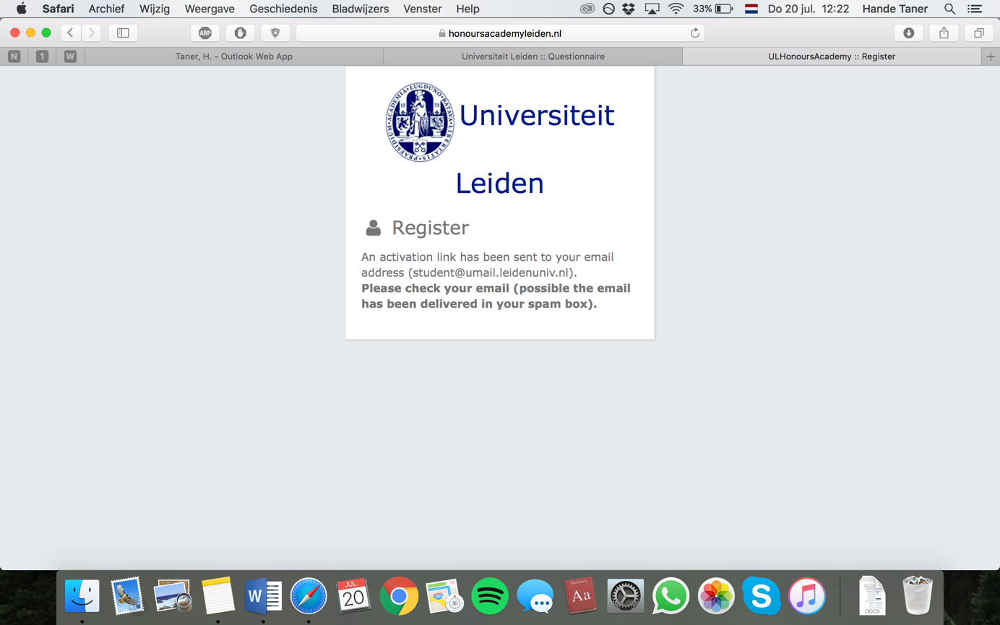 Safari Archief Wijzig Weergave Geschiedenis Bladwijzers Venster Help 33% Do 20 jul. 12:22 Hande Taner
ABP honoursacademyleiden.nl
N 1 W Taner, H. - Outlook Web App Universiteit Leiden :: Questionnaire ULHonoursAcademy :: Register
Universiteit
Leiden
Register
An activation link has been sent to your email
address (student@umail.leidenuniv.nl).
Please check your email (possible the email
has been delivered in your spam box).
W JUL. 20 3D Dictionary Aa S DOCX